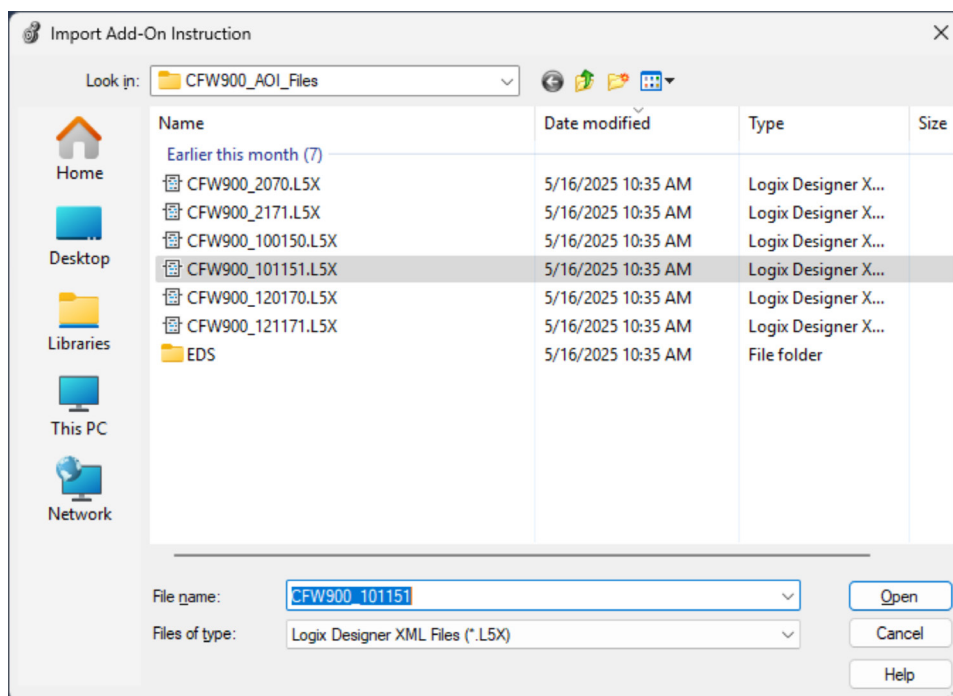 Import Add-On Instruction
Look in: CFW900_AOI_Files
Home
Desktop
Libraries
This PC
Network
Name Date modified Type Size
Earlier this month (7)
CFW900_2070.L5X 5/16/2025 10:35 AM Logix Designer X...
CFW900_2171.L5X 5/16/2025 10:35 AM Logix Designer X...
CFW900_100150.L5X 5/16/2025 10:35 AM Logix Designer X...
CFW900_101151.L5X 5/16/2025 10:35 AM Logix Designer X...
CFW900_120170.L5X 5/16/2025 10:35 AM Logix Designer X...
CFW900_121171.L5X 5/16/2025 10:35 AM Logix Designer X...
EDS 5/16/2025 10:35 AM File folder
File name: CFW900_101151 Open
Files of type: Logix Designer XML Files (*.L5X) Cancel
Help